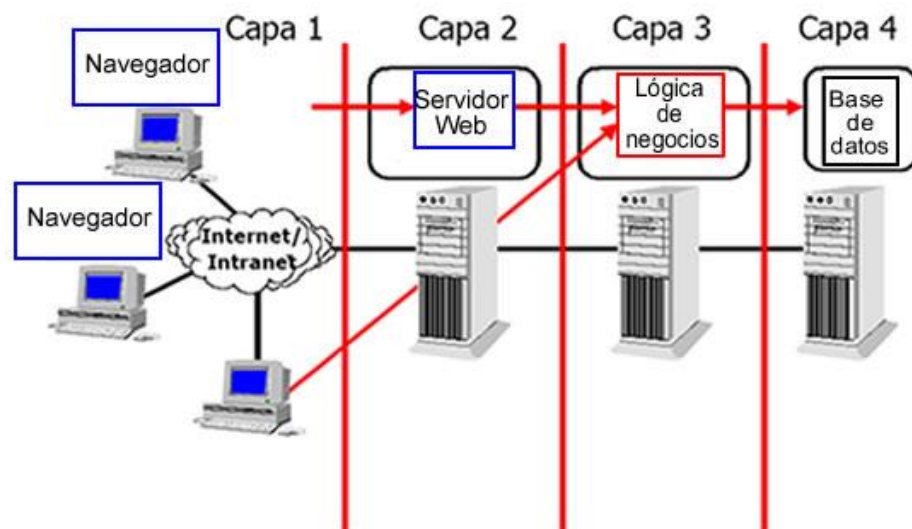 Capa 1
Capa 2
Capa 3
Capa 4
Navegador
Servidor
Web
Lógica
de
negocios
Base
de
datos
Navegador
Internet/
Intranet